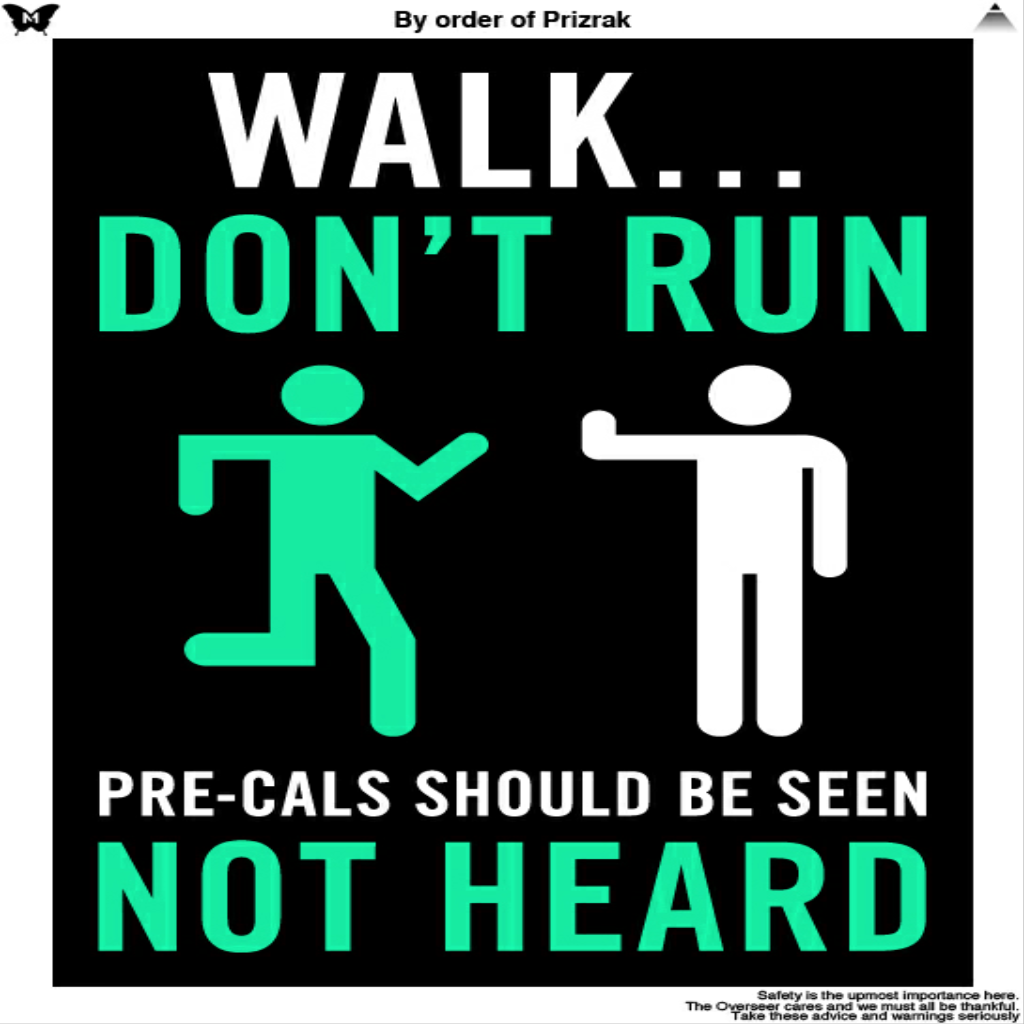 M
By order of Prizrak
WALK...
DON'T RUN
PRE-CALS SHOULD BE SEEN
NOT HEARD
Safety is the upmost importance here.
The Overseer cares and we must all be thankful.
Take these advice and warnings seriously